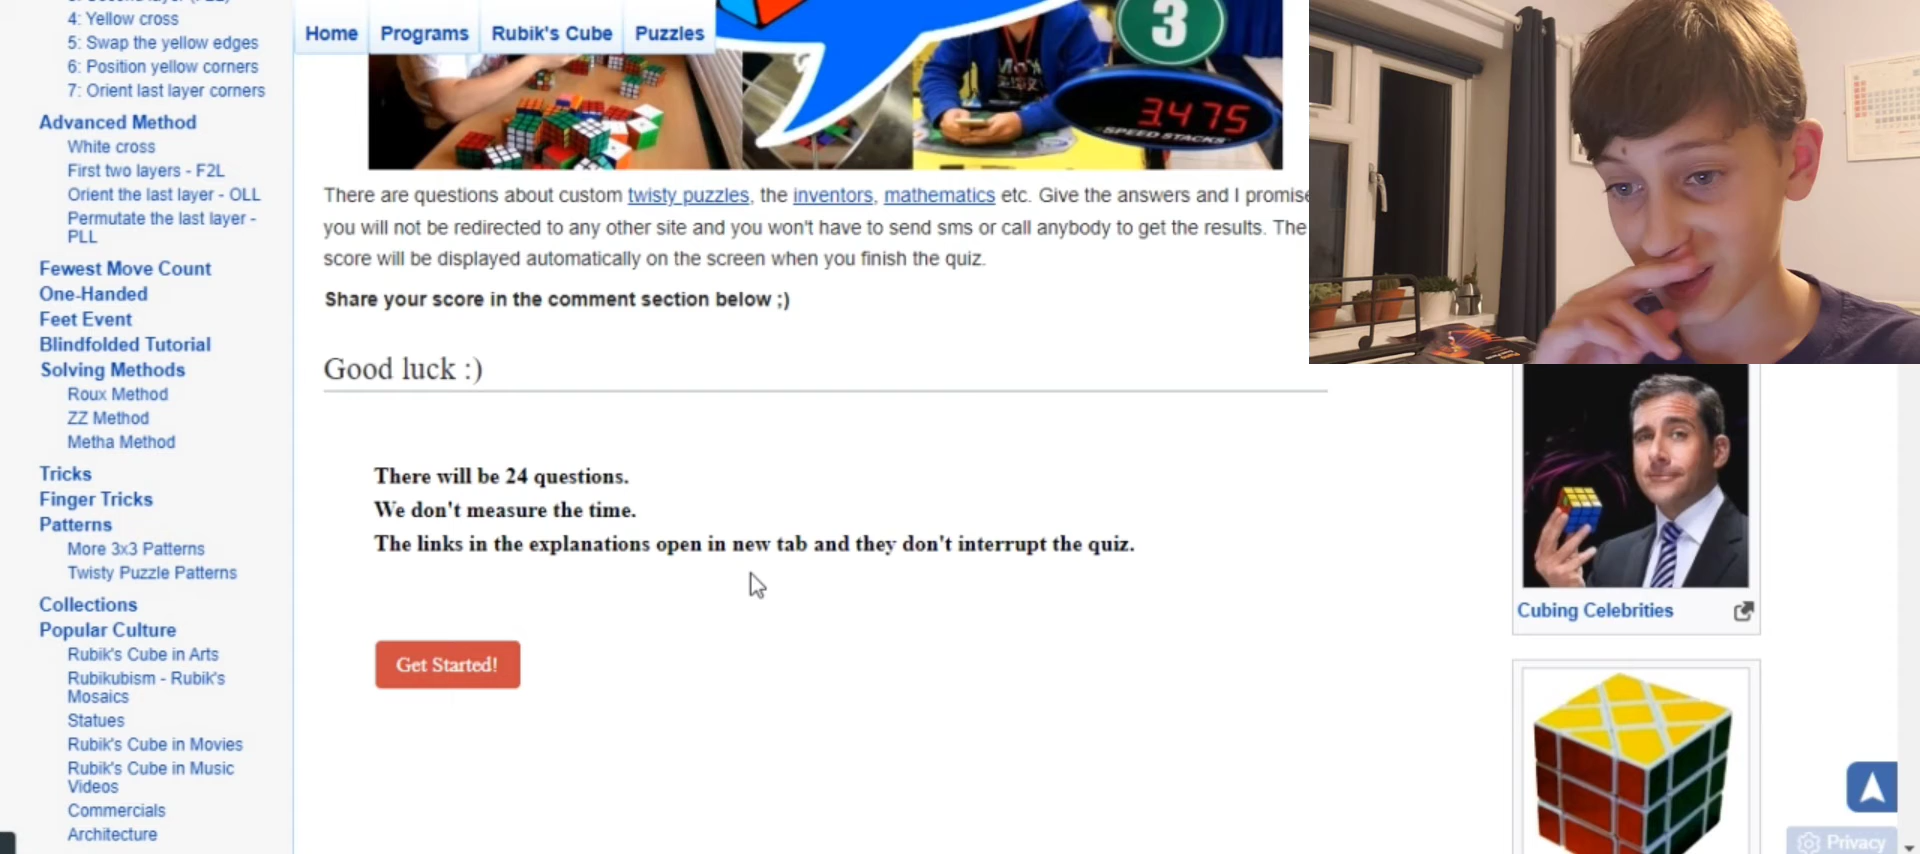 4: Yellow cross
5: Swap the yellow edges
6: Position yellow corners
7: Orient last layer corners
Advanced Method
White cross
First two layers - F2L
Orient the last layer - OLL
Permutate the last layer -
PLL
Fewest Move Count
One-Handed
Feet Event
Blindfolded Tutorial
Solving Methods
Roux Method
ZZ Method
Metha Method
Tricks
Finger Tricks
Patterns
More 3x3 Patterns
Twisty Puzzle Patterns
Collections
Popular Culture
Rubik's Cube in Arts
Rubikubism - Rubik's
Mosaics
Statues
Rubik's Cube in Movies
Rubik's Cube in Music
Videos
Commercials
Architecture
Home
Programs
Rubik's Cube
Puzzles
3
3.475
SPEED STACKS
There are questions about custom twisty puzzles, the inventors, mathematics etc. Give the answers and I promise
you will not be redirected to any other site and you won't have to send sms or call anybody to get the results. The
score will be displayed automatically on the screen when you finish the quiz.
Share your score in the comment section below ;)
Good luck :)
There will be 24 questions.
We don't measure the time.
The links in the explanations open in new tab and they don't interrupt the quiz.
Get Started!
Cubing Celebrities
Privacy